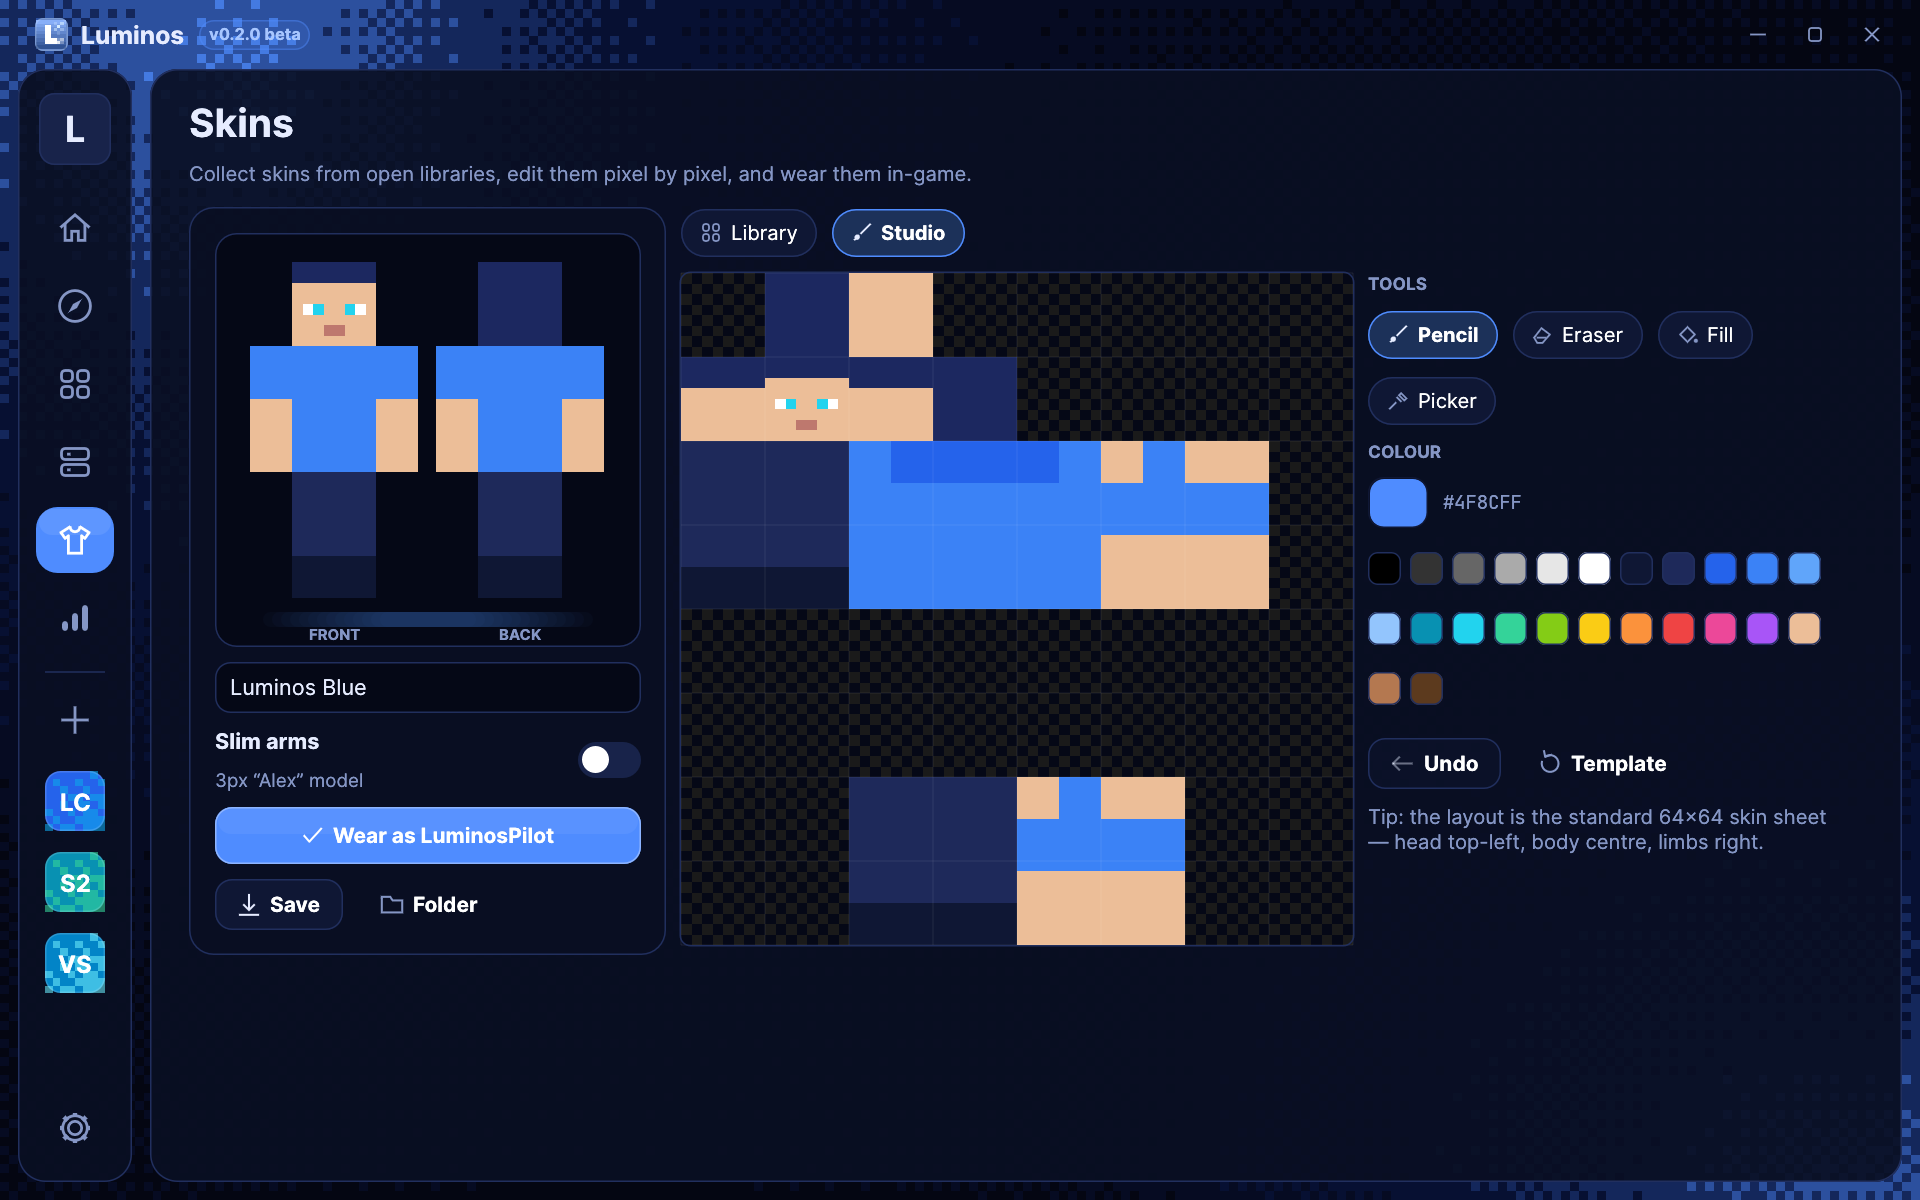 Luminos
v0.2.0 beta
L
Skins
Collect skins from open libraries, edit them pixel by pixel, and wear them in-game.
Library
Studio
FRONT
BACK
Luminos Blue
Slim arms
3px “Alex” model
Wear as LuminosPilot
Save
Folder
TOOLS
Pencil
Eraser
Fill
Picker
COLOUR
#4F8CFF
Undo
Template
Tip: the layout is the standard 64×64 skin sheet
— head top-left, body centre, limbs right.
LC
S2
VS